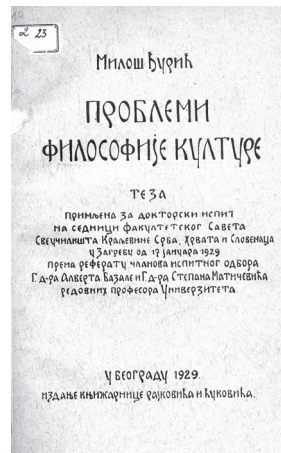 2 23
Милош Ђурић
ПРОБЛЕМИ
ФИЛОСОФИЈЕ КУЛТУРЕ
ТЕЗА
ПРИМЉЕНА ЗА ДОКТОРСКИ ИСПИТ
НА СЕДНИЦИ ФАКУЛТЕТСКОГ САВЕТА
СВЕУЧИЛИШТА КРАЉЕВИНЕ СРБА, ХРВАТА И СЛОВЕНАЦА
У ЗАГРЕБУ ОД 17 ЈАНУАРА 1929
ПРЕМА РЕФЕРАТУ ЧЛАНОВА ИСПИТНОГ ОДБОРА
Г. Д-РА АЛБЕРТА БАЗАЛЕ И Г. Д-РА СТЕПАНА МАТИЧЕВИЋА
РЕДОВНИХ ПРОФЕСОРА УНИВЕРЗИТЕТА
У БЕОГРАДУ 1929.
ИЗДАЊЕ КЊИЖАРНИЦЕ РАЈКОВИЋА И ЋУКОВИЋА.